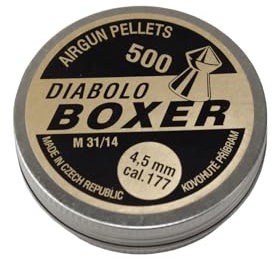 AIRGUN PELLETS
500
DIABOLO
BOXER
M 31/14
4,5 mm
cal.177
MADE IN CZECH REPUBLIC
KOVOHUTĚ PŘÍBRAM